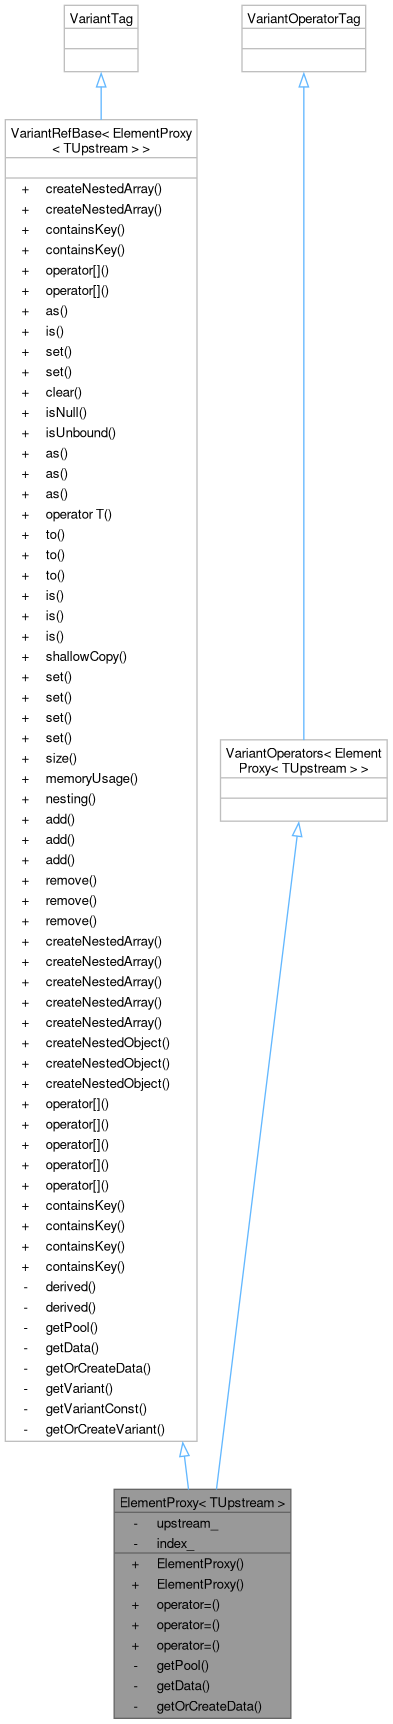 VariantTag
VariantOperatorTag
VariantRefBase< ElementProxy
< TUpstream > >
+ createNestedArray()
+ createNestedArray()
+ containsKey()
+ containsKey()
+ operator[]()
+ operator[]()
+ as()
+ is()
+ set()
+ set()
+ clear()
+ isNull()
+ isUnbound()
+ as()
+ as()
+ as()
+ operator T()
+ to()
+ to()
+ to()
+ is()
+ is()
+ is()
+ shallowCopy()
+ set()
+ set()
+ set()
+ set()
+ size()
+ memoryUsage()
+ nesting()
+ add()
+ add()
+ add()
+ remove()
+ remove()
+ remove()
+ createNestedArray()
+ createNestedArray()
+ createNestedArray()
+ createNestedArray()
+ createNestedArray()
+ createNestedObject()
+ createNestedObject()
+ createNestedObject()
+ operator[]()
+ operator[]()
+ operator[]()
+ operator[]()
+ operator[]()
+ containsKey()
+ containsKey()
+ containsKey()
+ containsKey()
- derived()
- derived()
- getPool()
- getData()
- getOrCreateData()
- getVariant()
- getVariantConst()
- getOrCreateVariant()
VariantOperators< Element
Proxy< TUpstream > >
ElementProxy< TUpstream >
- upstream_
- index_
+ ElementProxy()
+ ElementProxy()
+ operator=()
+ operator=()
+ operator=()
- getPool()
- getData()
- getOrCreateData()